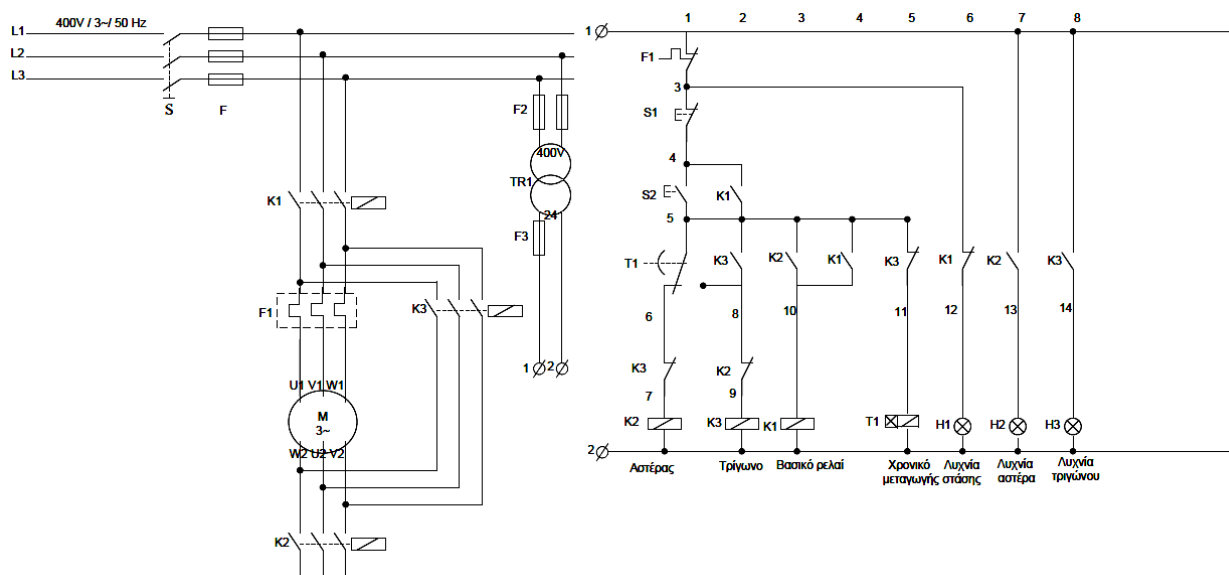 400V / 3~/ 50 Hz
L1
L2
L3
S
F
K1
F1
K3
U1 V1 W1
M
3~
W2 U2 V2
K2
F2
400V
TR1
24
F3
1 2
1 2 3 4 5 6 7 8
1
F1
3
S1
4
S2 K1
5
T1 K3 K2 K1 K3 K1 K2 K3
6 8 10 11 12 13 14
K3 K2
7 9
K2 K3 K1 T1 H1 H2 H3
2
Αστέρας
Τρίγωνο
Βασικό ρελαί
Χρονικό
μεταγωγής
Λυχνία
στάσης
Λυχνία
αστέρα
Λυχνία
τριγώνου